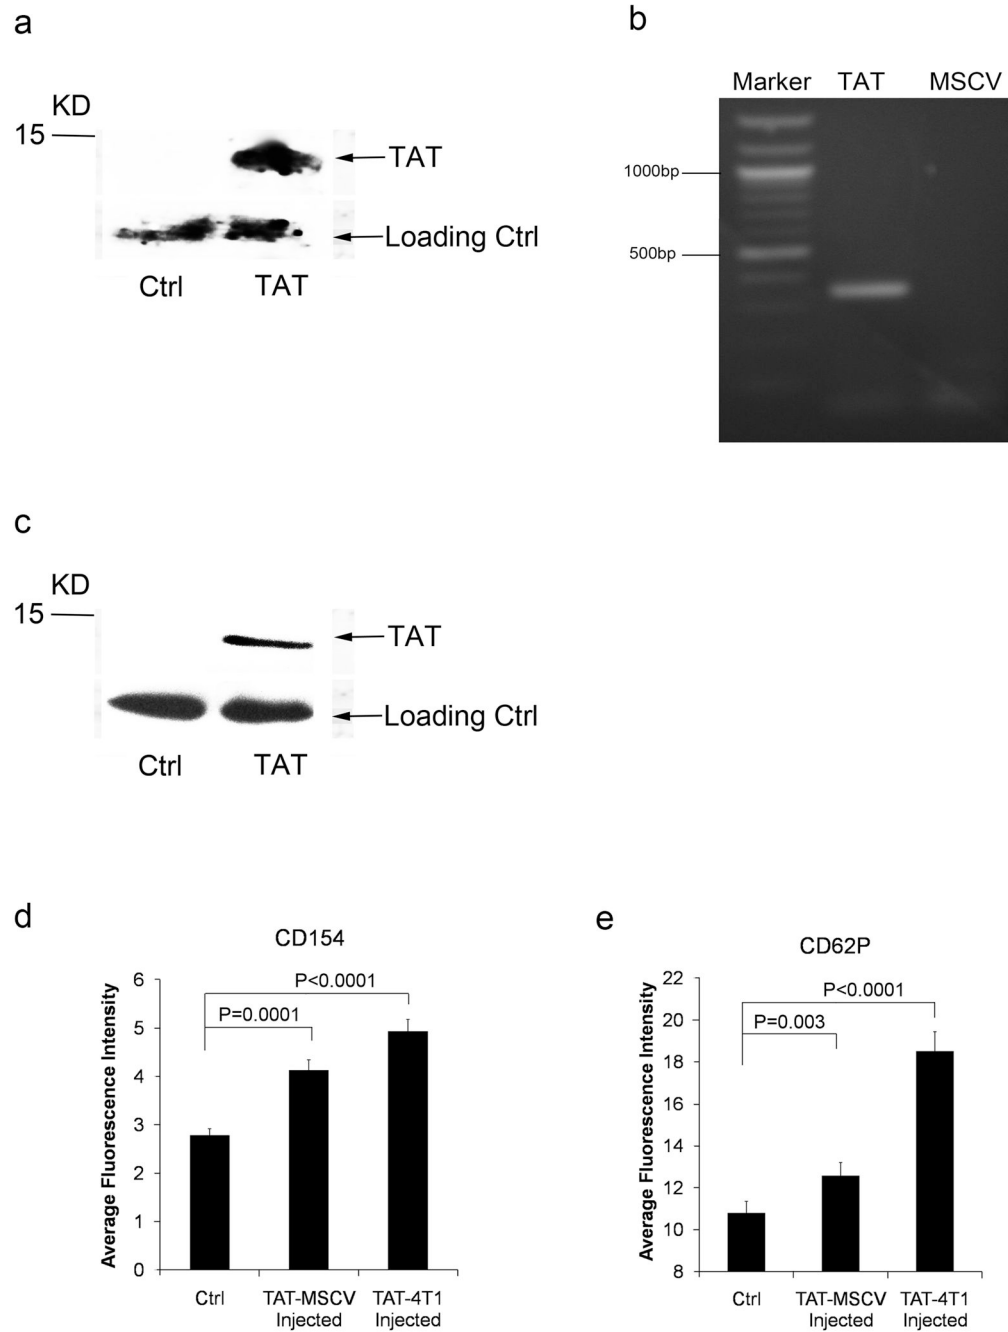 a
KD
15
TAT
Loading Ctrl
Ctrl TAT
b
Marker TAT MSCV
1000bp
500bp
c
KD
15
TAT
Loading Ctrl
Ctrl TAT
d
CD154
Average Fluorescence Intensity
6
5
4
3
2
1
0
P<0.0001
P=0.0001
Ctrl TAT-MSCV TAT-4T1
Injected Injected
e
CD62P
Average Fluorescence Intensity
22
20
18
16
14
12
10
8
P<0.0001
P=0.003
Ctrl TAT-MSCV TAT-4T1
Injected Injected